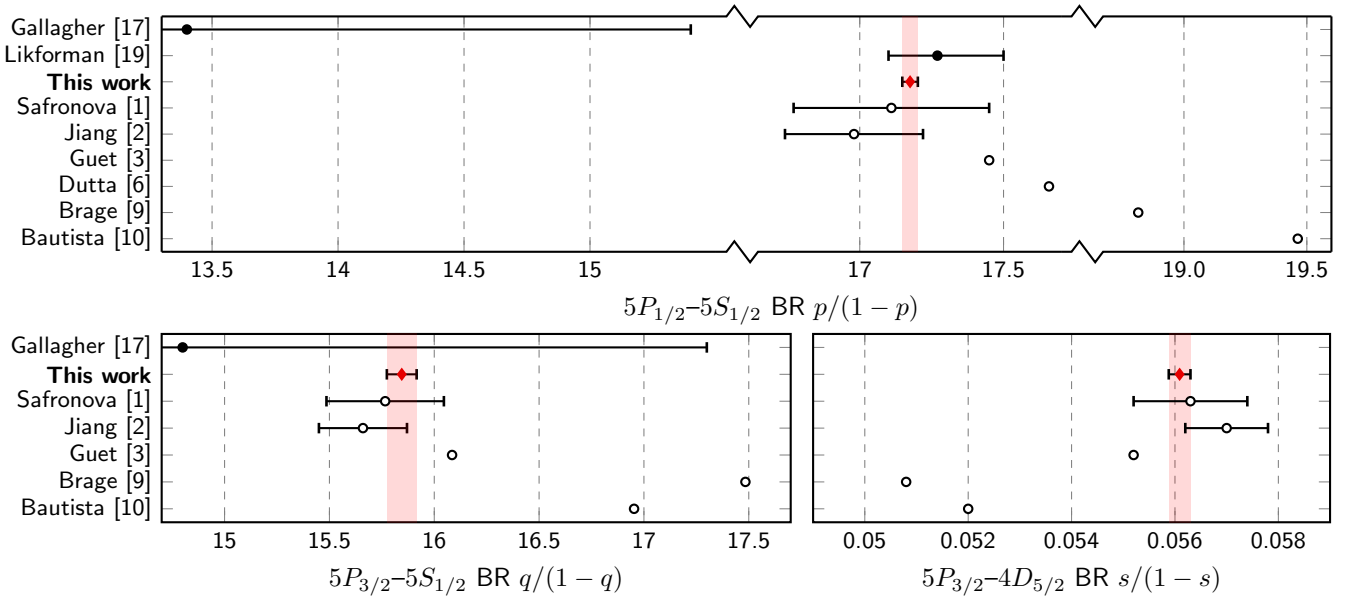 Gallagher [17]
Likforman [19]
This work
Safronova [1]
Jiang [2]
Guet [3]
Dutta [6]
Brage [9]
Bautista [10]
13.5 14 14.5 15 17 17.5 19.0 19.5
5P1/2–5S1/2 BR p/(1 − p)
Gallagher [17]
This work
Safronova [1]
Jiang [2]
Guet [3]
Brage [9]
Bautista [10]
15 15.5 16 16.5 17 17.5
5P3/2–5S1/2 BR q/(1 − q)
0.05 0.052 0.054 0.056 0.058
5P3/2–4D5/2 BR s/(1 − s)